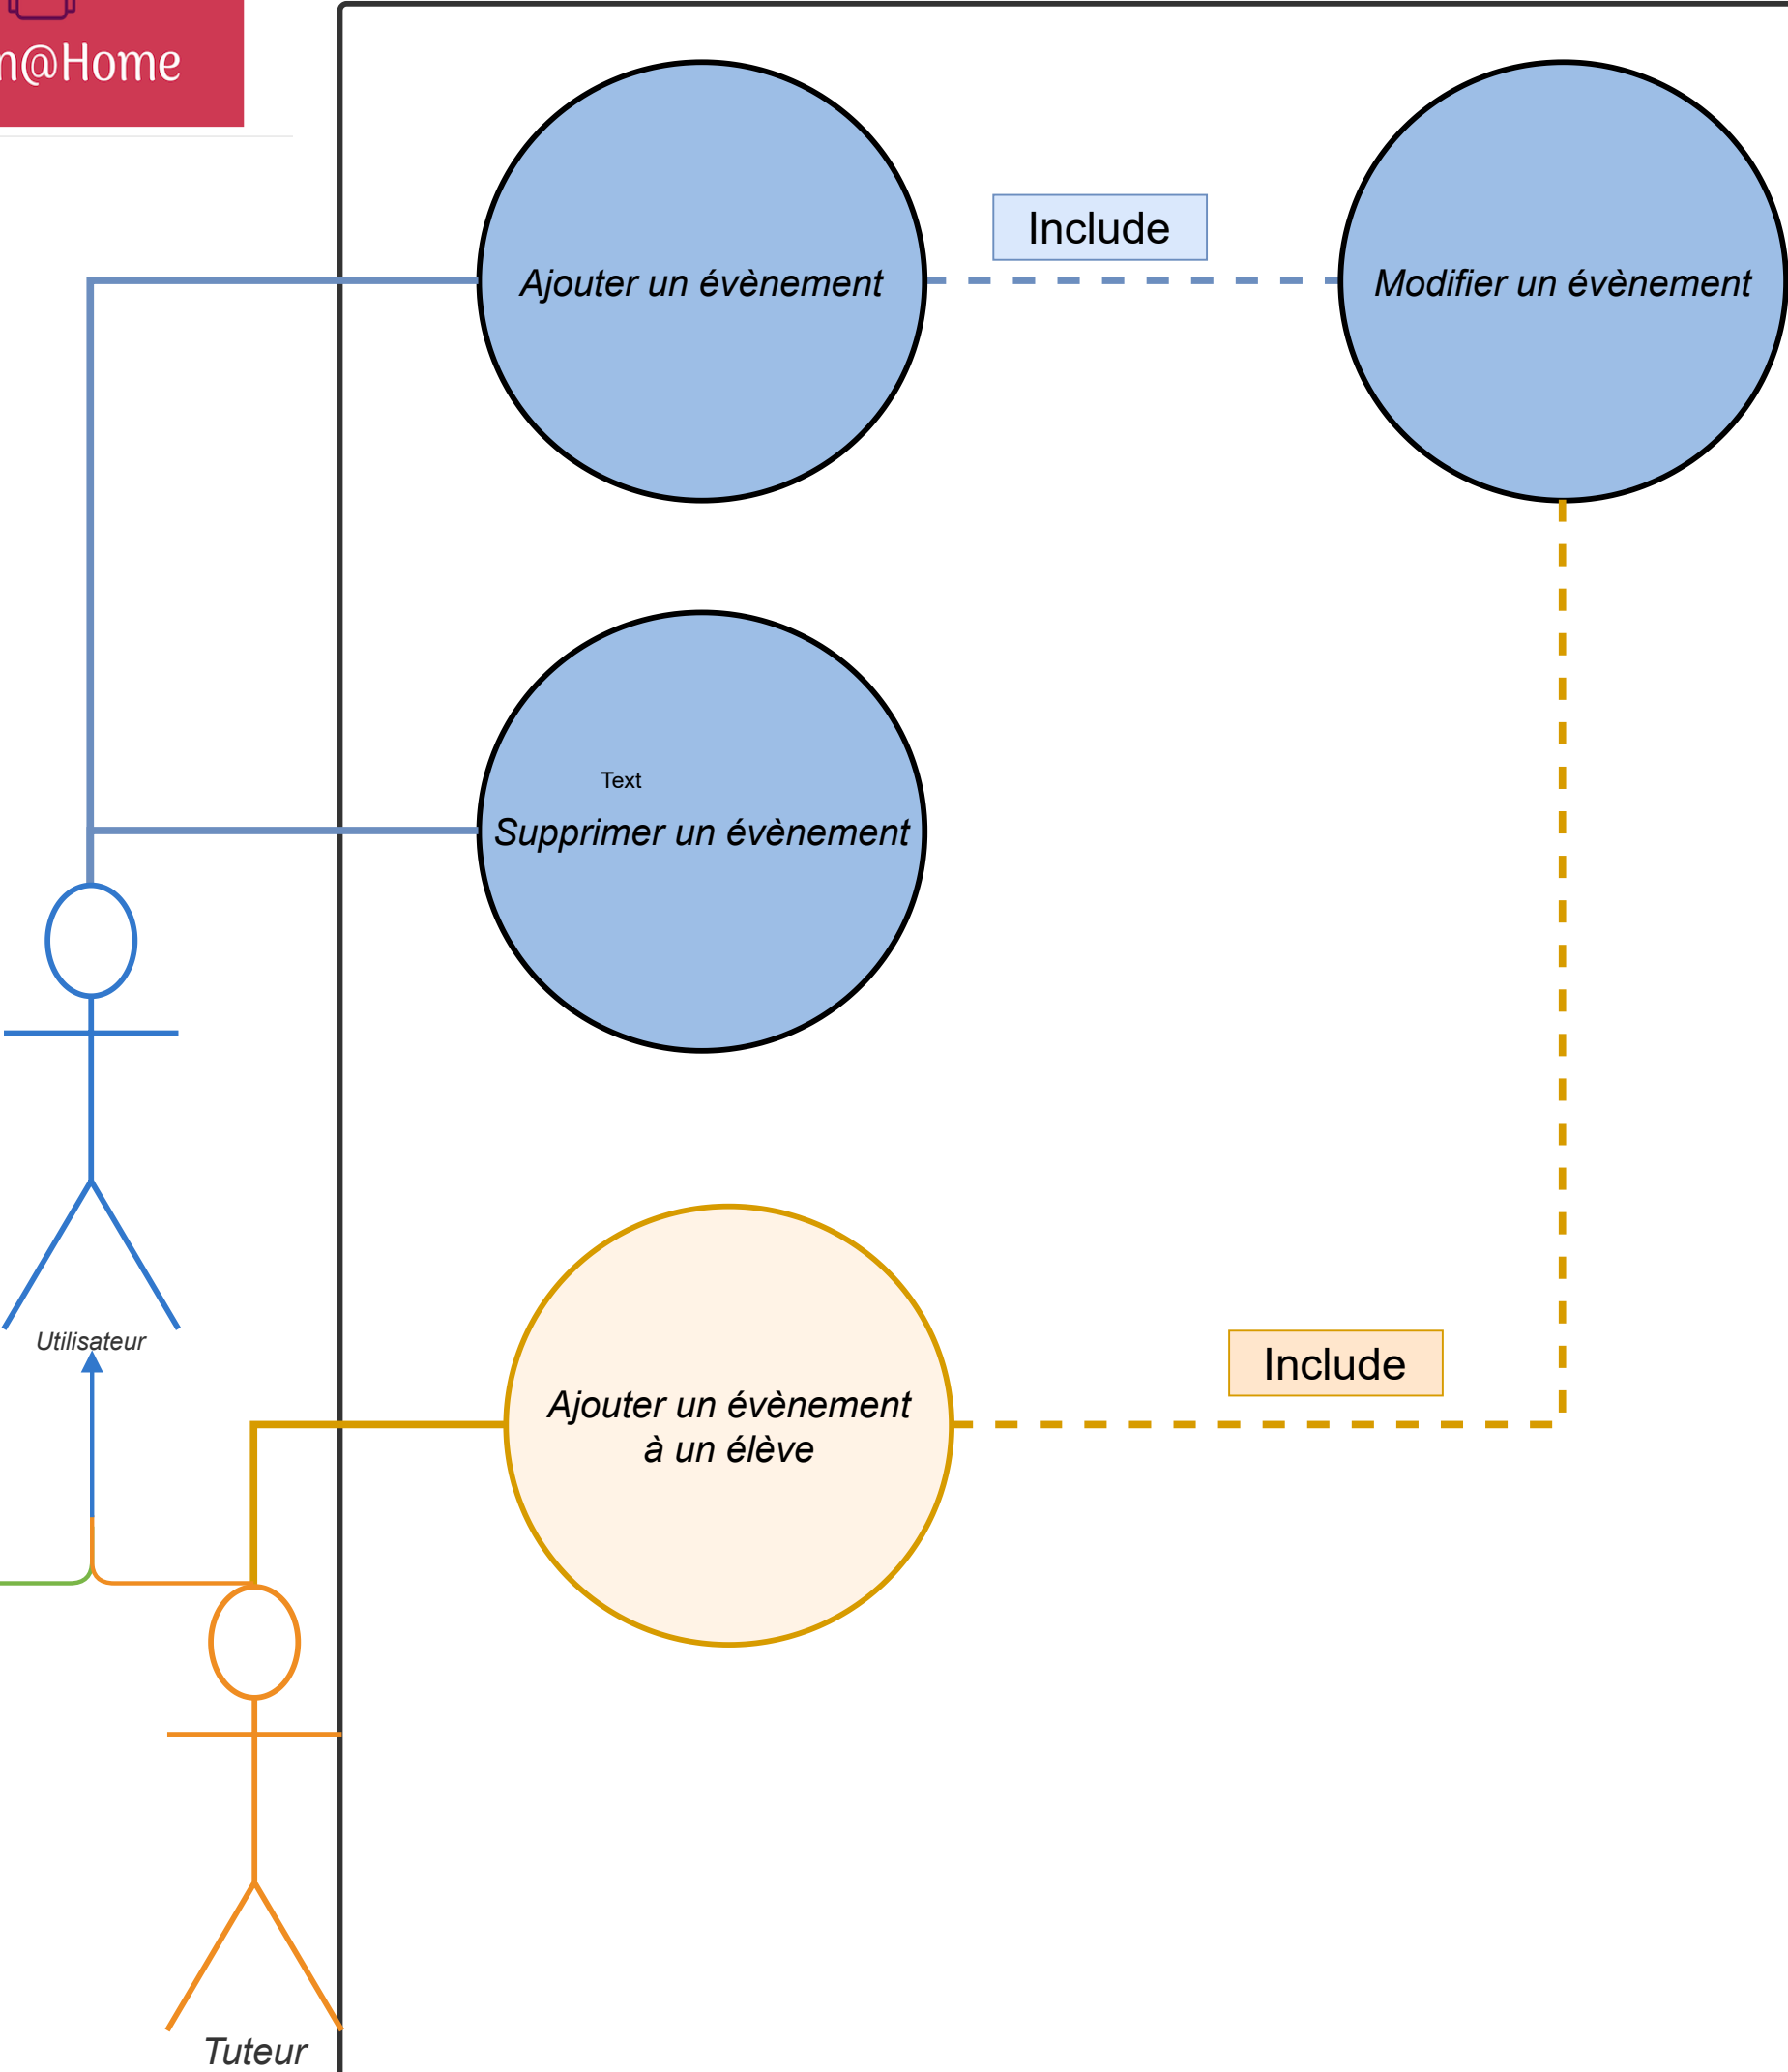 n@Home
Include
Ajouter un évènement
Modifier un évènement
Text
Supprimer un évènement
Utilisateur
Include
Ajouter un évènement
à un élève
Tuteur